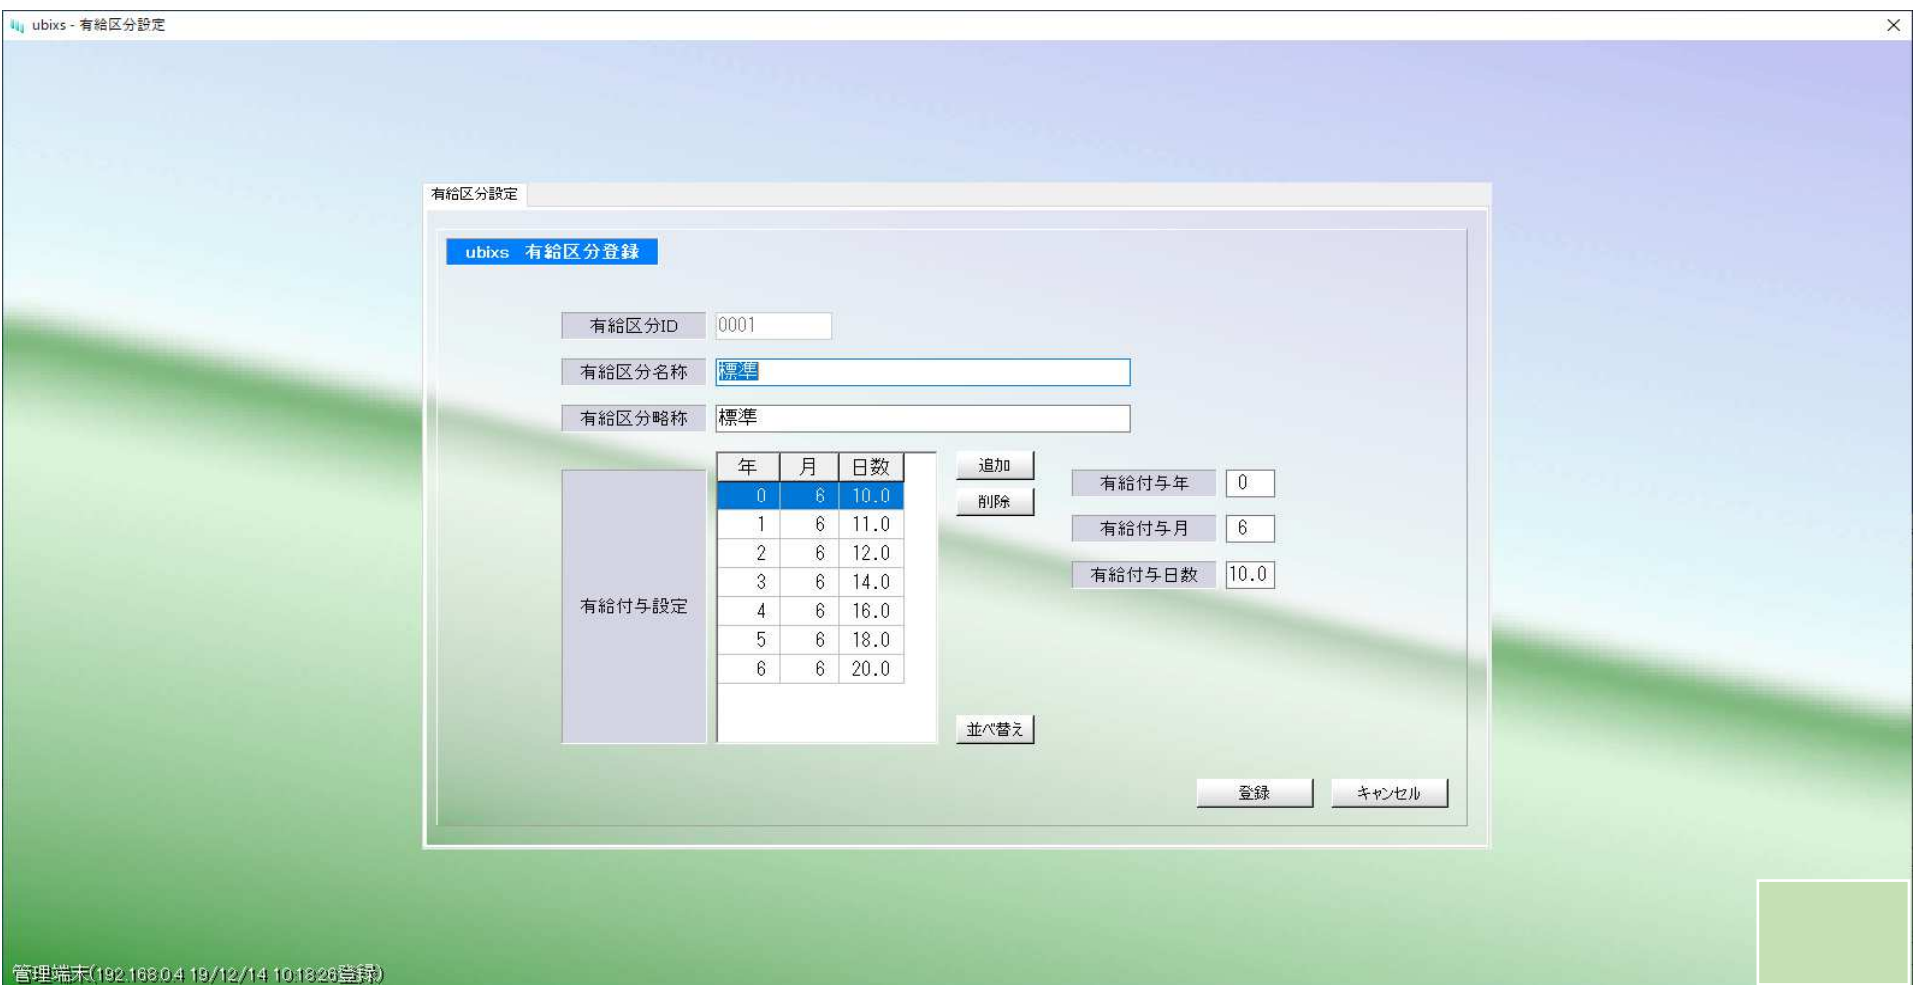 ubixs - 有給区分設定
有給区分設定
ubixs 有給区分登録
有給区分ID 0001
有給区分名称 標準
有給区分略称 標準
有給付与設定
年 月 日数
0 6 10.0
1 6 11.0
2 6 12.0
3 6 14.0
4 6 16.0
5 6 18.0
6 6 20.0
追加
削除
並べ替え
有給付与年 0
有給付与月 6
有給付与日数 10.0
登録 キャンセル
管理端末(192.168.0.4 19/12/14 10:18:26登録)